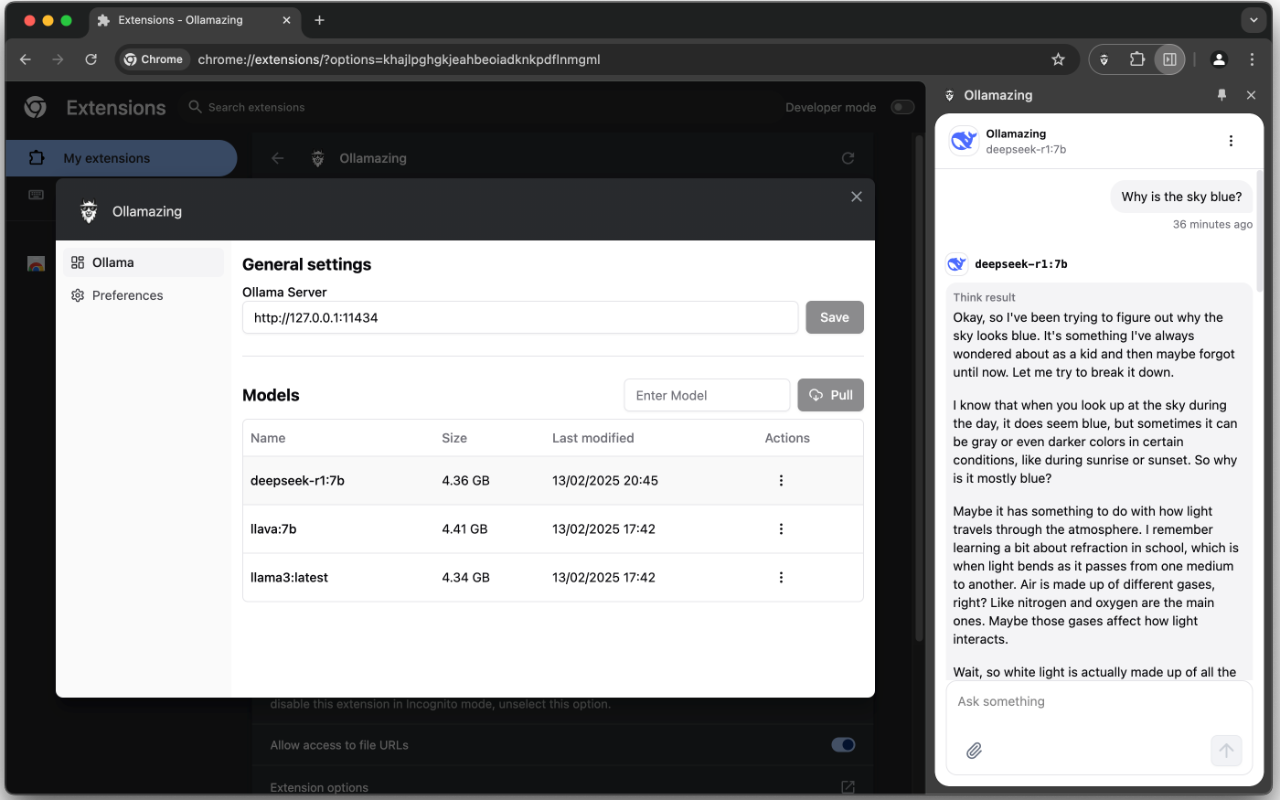 Extensions - Ollamazing
Chrome
chrome://extensions/?options=khajlpghgkjeahbeoiadknkpdflnmgml
Extensions
Search extensions
Developer mode
My extensions
Ollamazing
Ollamazing
Ollama
Preferences
General settings
Ollama Server
http://127.0.0.1:11434
Save
Models
Enter Model
Pull
Name Size Last modified Actions
deepseek-r1:7b 4.36 GB 13/02/2025 20:45
llava:7b 4.41 GB 13/02/2025 17:42
llama3:latest 4.34 GB 13/02/2025 17:42
disable this extension in Incognito mode, unselect this option.
Allow access to file URLs
Extension options
Ollamazing
Ollamazing
deepseek-r1:7b
Why is the sky blue?
36 minutes ago
deepseek-r1:7b
Think result
Okay, so I've been trying to figure out why the
sky looks blue. It's something I've always
wondered about as a kid and then maybe forgot
until now. Let me try to break it down.
I know that when you look up at the sky during
the day, it does seem blue, but sometimes it can
be gray or even darker colors in certain
conditions, like during sunrise or sunset. So why
is it mostly blue?
Maybe it has something to do with how light
travels through the atmosphere. I remember
learning a bit about refraction in school, which is
when light bends as it passes from one medium
to another. Air is made up of different gases,
right? Like nitrogen and oxygen are the main
ones. Maybe those gases affect how light
interacts.
Wait, so white light is actually made up of all the
Ask something